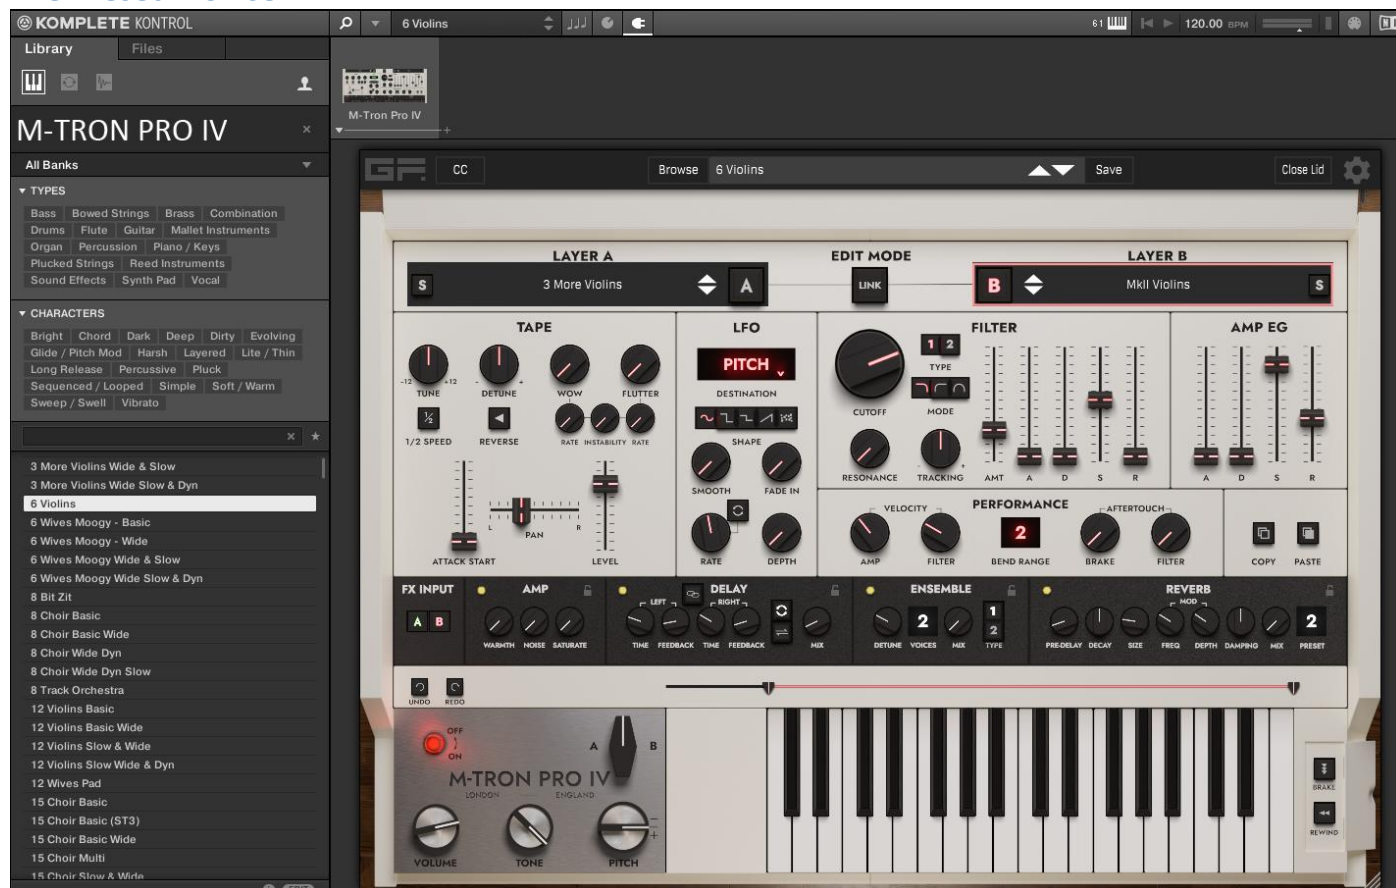 KOMPLETE KONTROL
6 Violins
61
120.00 BPM
Library
Files
M-TRON PRO IV
×
All Banks
TYPES
Bass Bowed Strings Brass Combination
Drums Flute Guitar Mallet Instruments
Organ Percussion Piano / Keys
Plucked Strings Reed Instruments
Sound Effects Synth Pad Vocal
CHARACTERS
Bright Chord Dark Deep Dirty Evolving
Glide / Pitch Mod Harsh Layered Lite / Thin
Long Release Percussive Pluck
Sequenced / Looped Simple Soft / Warm
Sweep / Swell Vibrato
3 More Violins Wide & Slow
3 More Violins Wide Slow & Dyn
6 Violins
6 Wives Moogy - Basic
6 Wives Moogy - Wide
6 Wives Moogy Wide & Slow
6 Wives Moogy Wide Slow & Dyn
8 Bit Zit
8 Choir Basic
8 Choir Basic Wide
8 Choir Wide Dyn
8 Choir Wide Dyn Slow
8 Track Orchestra
12 Violins Basic
12 Violins Basic Wide
12 Violins Slow & Wide
12 Violins Slow Wide & Dyn
12 Wives Pad
15 Choir Basic
15 Choir Basic (ST3)
15 Choir Basic Wide
15 Choir Multi
15 Choir Slow & Wide
M-Tron Pro IV
GF. CC Browse 6 Violins Save Close Lid
LAYER A EDIT MODE LAYER B
S 3 More Violins A LINK B MkII Violins S
TAPE
-12 +12 - +
TUNE DETUNE WOW FLUTTER
½
1/2 SPEED REVERSE RATE INSTABILITY RATE
L R
PAN
ATTACK START LEVEL
LFO
PITCH
DESTINATION
SHAPE
SMOOTH FADE IN
RATE DEPTH
FILTER
1 2
TYPE
CUTOFF MODE
- +
RESONANCE TRACKING AMT A D S R
AMP EG
A D S R
VELOCITY PERFORMANCE AFTERTOUCH
2
AMP FILTER BEND RANGE BRAKE FILTER COPY PASTE
FX INPUT
A B
AMP
WARMTH NOISE SATURATE
DELAY
LEFT RIGHT
TIME FEEDBACK TIME FEEDBACK MIX
ENSEMBLE
2 1
2
DETUNE VOICES MIX TYPE
REVERB
MOD
2
PRE-DELAY DECAY SIZE FREQ DEPTH DAMPING MIX PRESET
UNDO REDO
OFF
ON
A B
M-TRON PRO IV
LONDON ENGLAND
- +
VOLUME TONE PITCH
BRAKE
REWIND